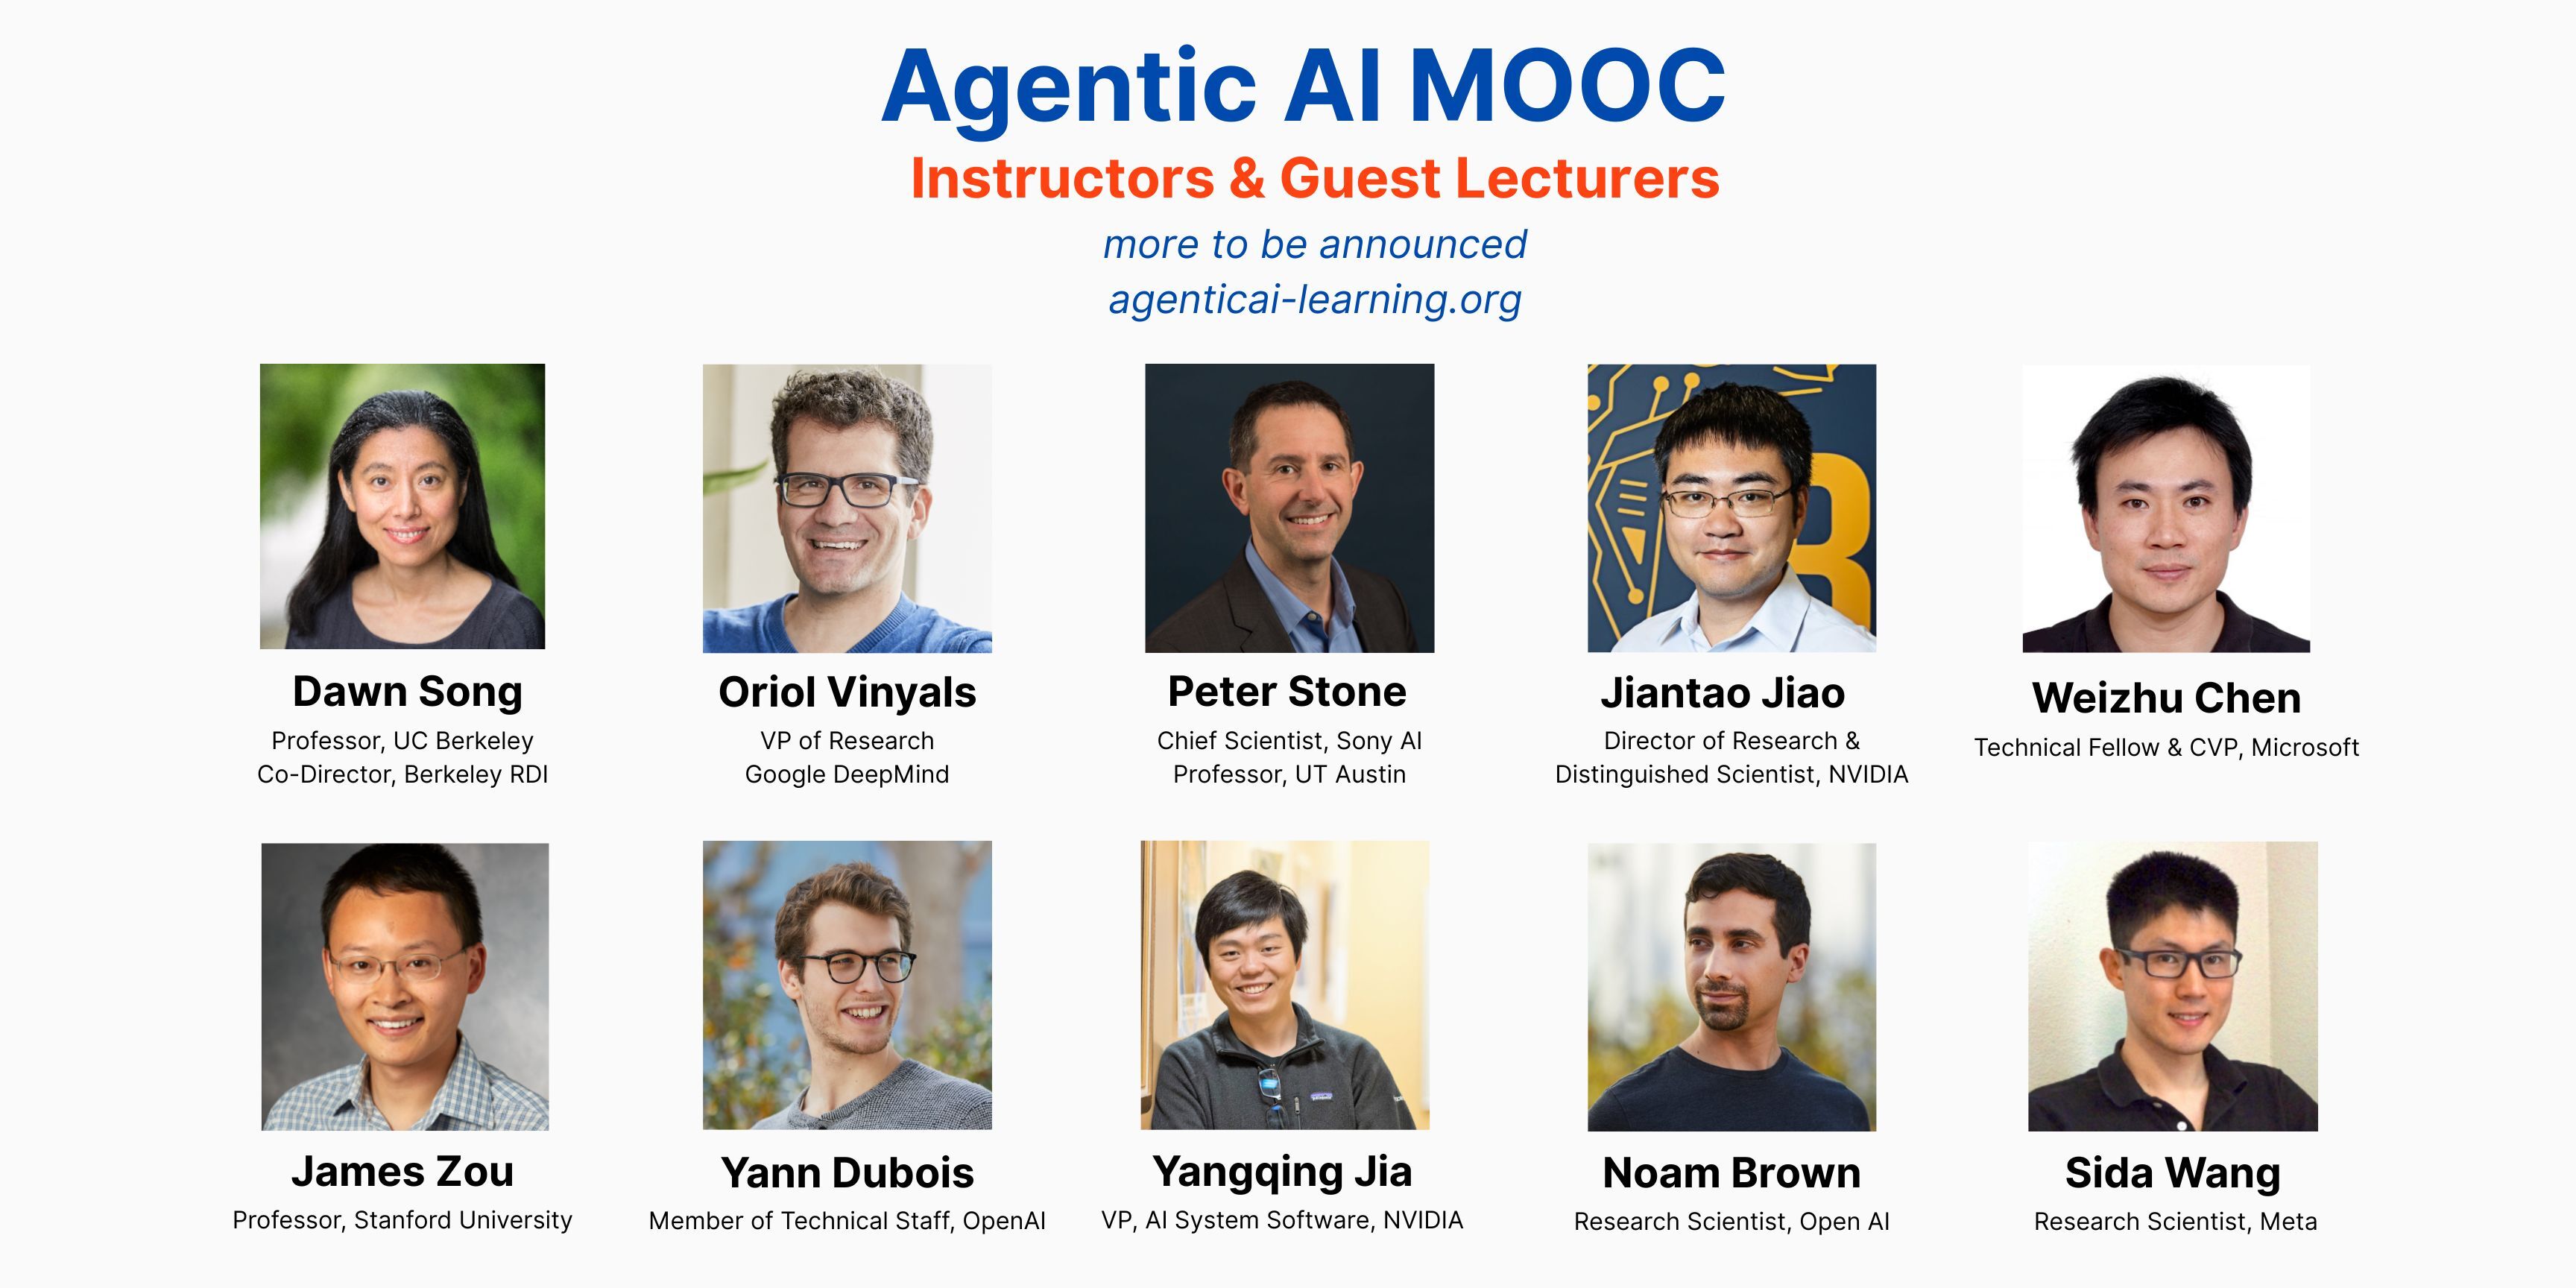 Agentic AI MOOC
Instructors & Guest Lecturers
more to be announced
agenticai-learning.org
Dawn Song
Professor, UC Berkeley
Co-Director, Berkeley RDI
Oriol Vinyals
VP of Research
Google DeepMind
Peter Stone
Chief Scientist, Sony AI
Professor, UT Austin
Jiantao Jiao
Director of Research &
Distinguished Scientist, NVIDIA
Weizhu Chen
Technical Fellow & CVP, Microsoft
James Zou
Professor, Stanford University
Yann Dubois
Member of Technical Staff, OpenAI
Yangqing Jia
VP, AI System Software, NVIDIA
Noam Brown
Research Scientist, Open AI
Sida Wang
Research Scientist, Meta